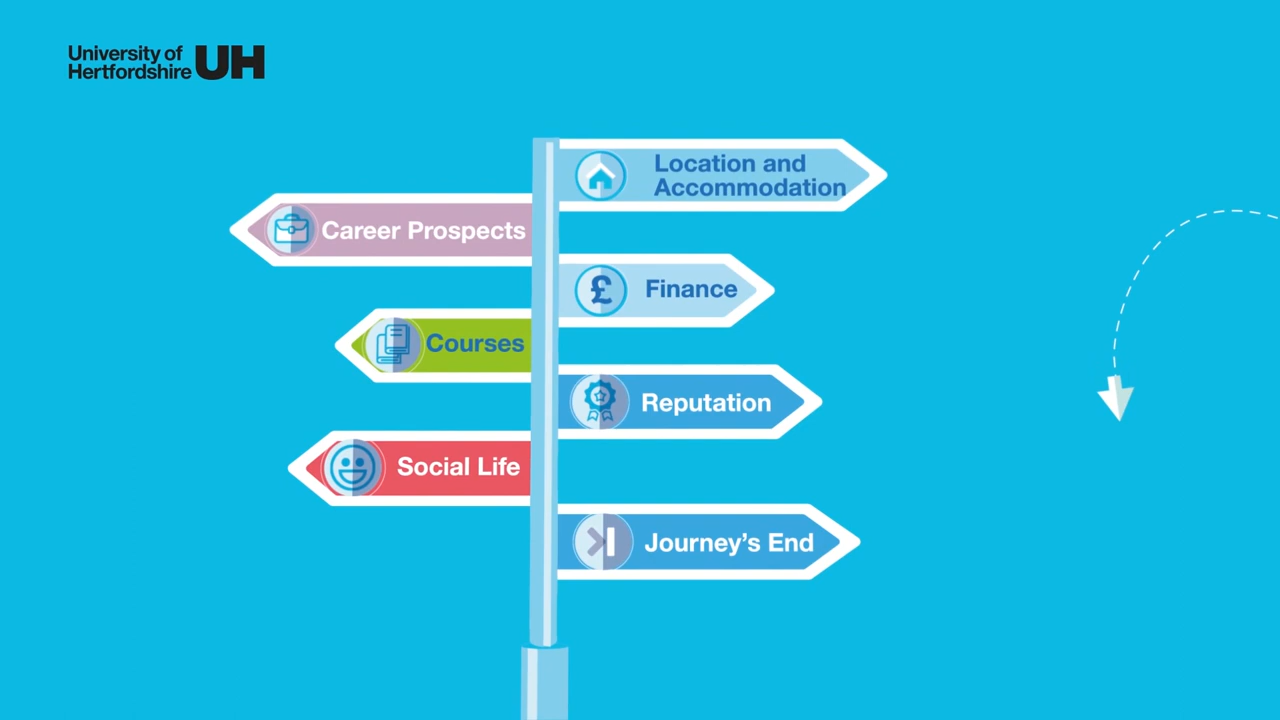 University of
Hertfordshire UH
Location and
Accommodation
Career Prospects
£ Finance
Courses
Reputation
Social Life
Journey’s End